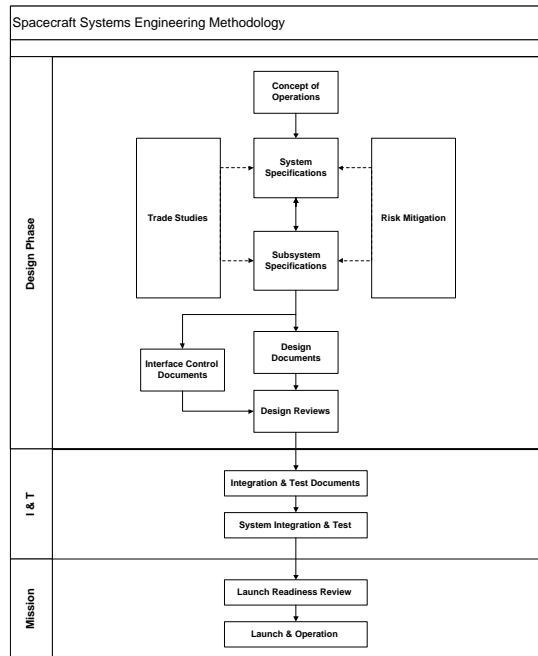 Spacecraft Systems Engineering Methodology
Design Phase
Concept of
Operations
System
Specifications
Trade Studies
Risk Mitigation
Subsystem
Specifications
Interface Control
Documents
Design
Documents
Design Reviews
I & T
Integration & Test Documents
System Integration & Test
Mission
Launch Readiness Review
Launch & Operation